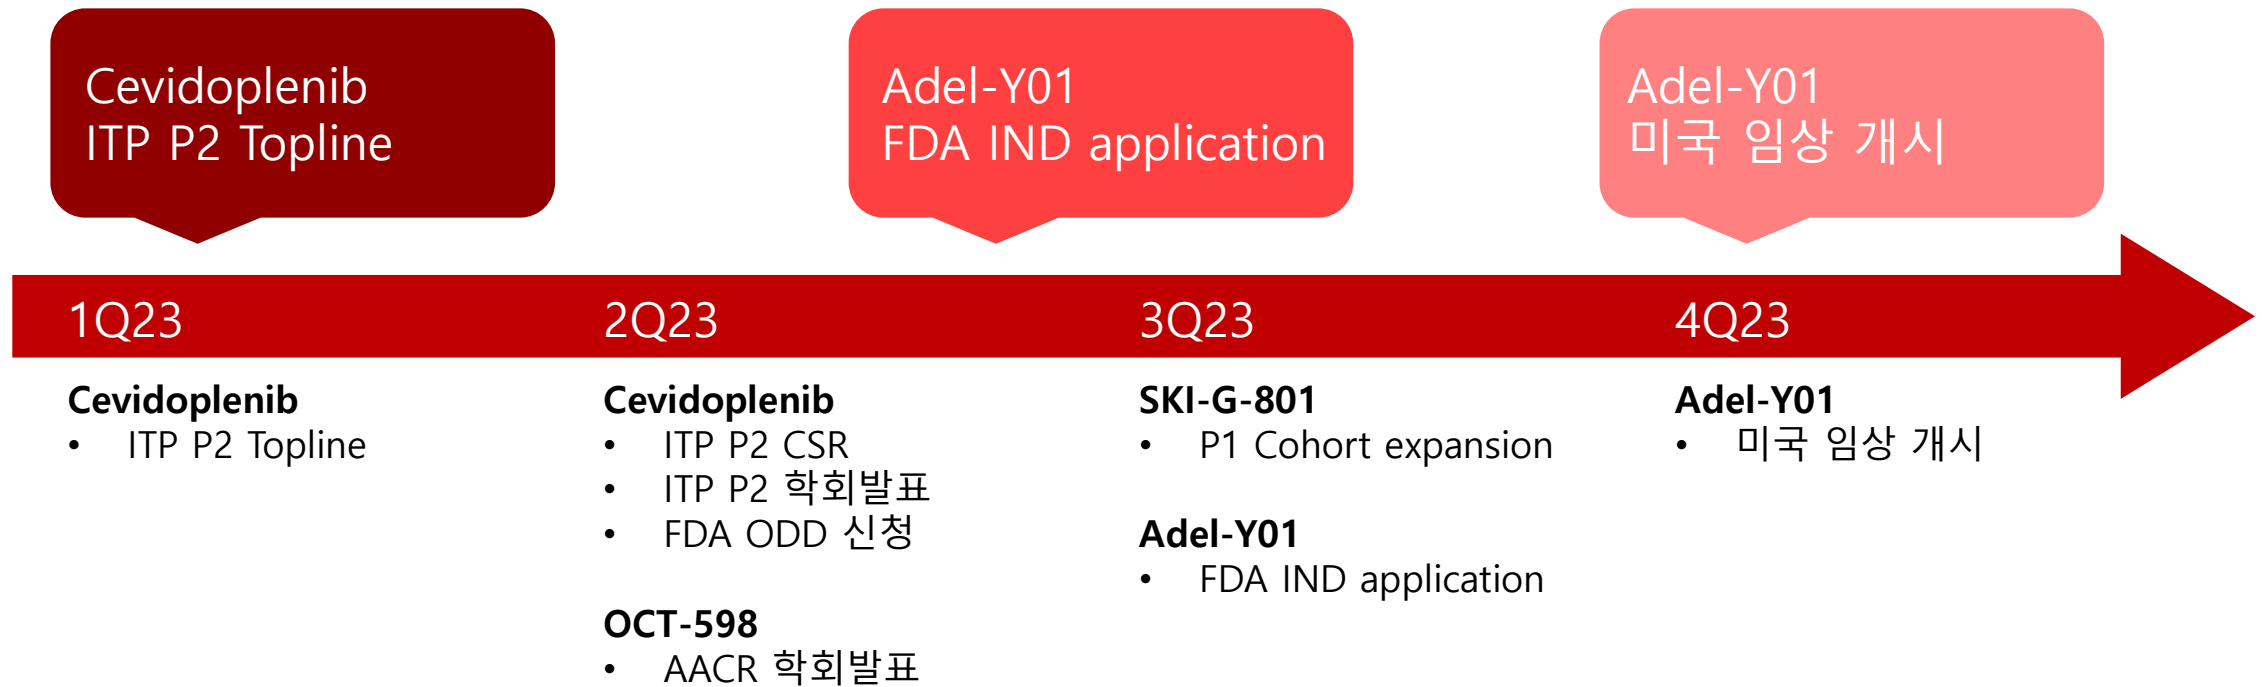 Cevidoplenib
ITP P2 Topline
Adel-Y01
FDA IND application
Adel-Y01
미국 임상 개시
1Q23
2Q23
3Q23
4Q23
Cevidoplenib
• ITP P2 Topline
Cevidoplenib
• ITP P2 CSR
• ITP P2 학회발표
• FDA ODD 신청
OCT-598
• AACR 학회발표
SKI-G-801
• P1 Cohort expansion
Adel-Y01
• FDA IND application
Adel-Y01
• 미국 임상 개시